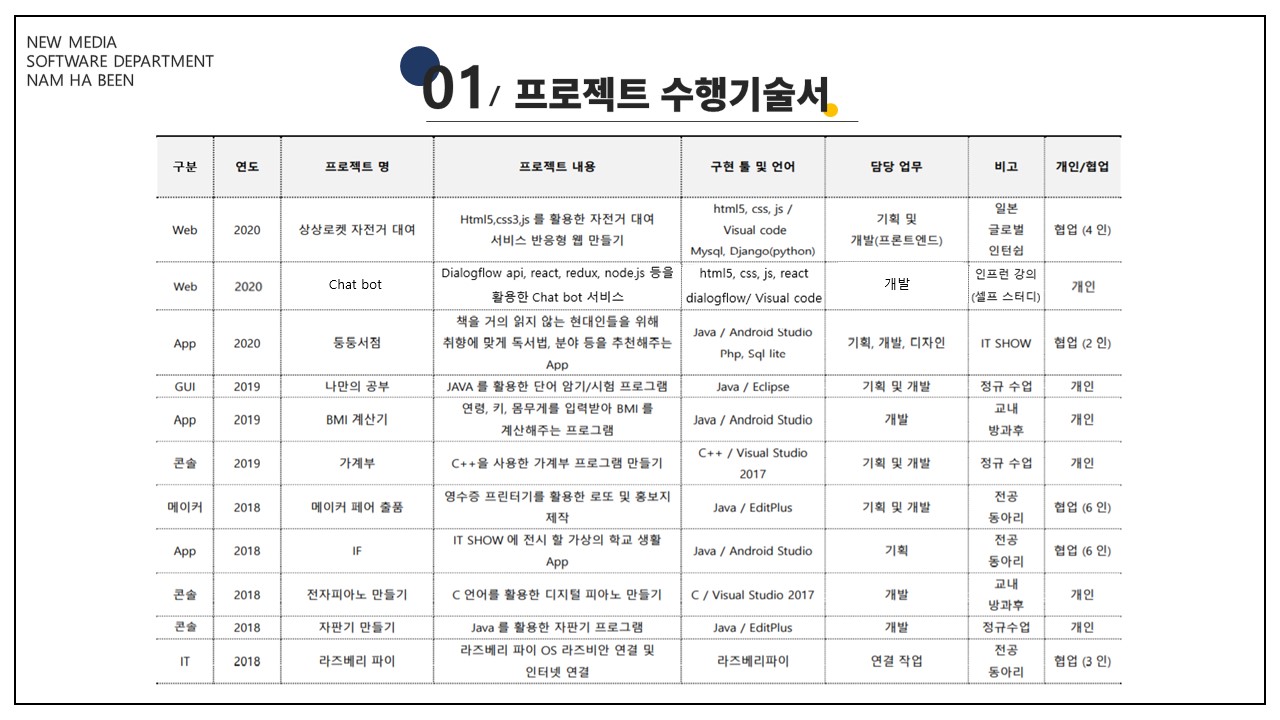 NEW MEDIA
SOFTWARE DEPARTMENT
NAM HA BEEN
01/ 프로젝트 수행기술서
구분 연도 프로젝트 명 프로젝트 내용 구현 툴 및 언어 담당 업무 비고 개인/협업
Web 2020 상상로켓 자전거 대여 Html5,css3,js 를 활용한 자전거 대여 서비스 반응형 웹 만들기 html5, css, js / Visual code Mysql, Django(python) 기획 및 개발(프론트엔드) 일본 글로벌 인턴쉽 협업 (4 인)
Web 2020 Chat bot Dialogflow api, react, redux, node.js 등을 활용한 Chat bot 서비스 html5, css, js, react dialogflow/ Visual code 개발 인프런 강의 (셀프 스터디) 개인
App 2020 둥둥서점 책을 거의 읽지 않는 현대인들을 위해 취향에 맞게 독서법, 분야 등을 추천해주는 App Java / Android Studio Php, Sql lite 기획, 개발, 디자인 IT SHOW 협업 (2 인)
GUI 2019 나만의 공부 JAVA 를 활용한 단어 암기/시험 프로그램 Java / Eclipse 기획 및 개발 정규 수업 개인
App 2019 BMI 계산기 연령, 키, 몸무게를 입력받아 BMI 를 계산해주는 프로그램 Java / Android Studio 개발 교내 방과후 개인
콘솔 2019 가계부 C++을 사용한 가계부 프로그램 만들기 C++ / Visual Studio 2017 기획 및 개발 정규 수업 개인
메이커 2018 메이커 페어 출품 영수증 프린터기를 활용한 로또 및 홍보지 제작 Java / EditPlus 기획 및 개발 전공 동아리 협업 (6 인)
App 2018 IF IT SHOW 에 전시 할 가상의 학교 생활 App Java / Android Studio 기획 전공 동아리 협업 (6 인)
콘솔 2018 전자피아노 만들기 C 언어를 활용한 디지털 피아노 만들기 C / Visual Studio 2017 개발 교내 방과후 개인
콘솔 2018 자판기 만들기 Java 를 활용한 자판기 프로그램 Java / EditPlus 개발 정규수업 개인
IT 2018 라즈베리 파이 라즈베리 파이 OS 라즈비안 연결 및 인터넷 연결 라즈베리파이 연결 작업 전공 동아리 협업 (3 인)